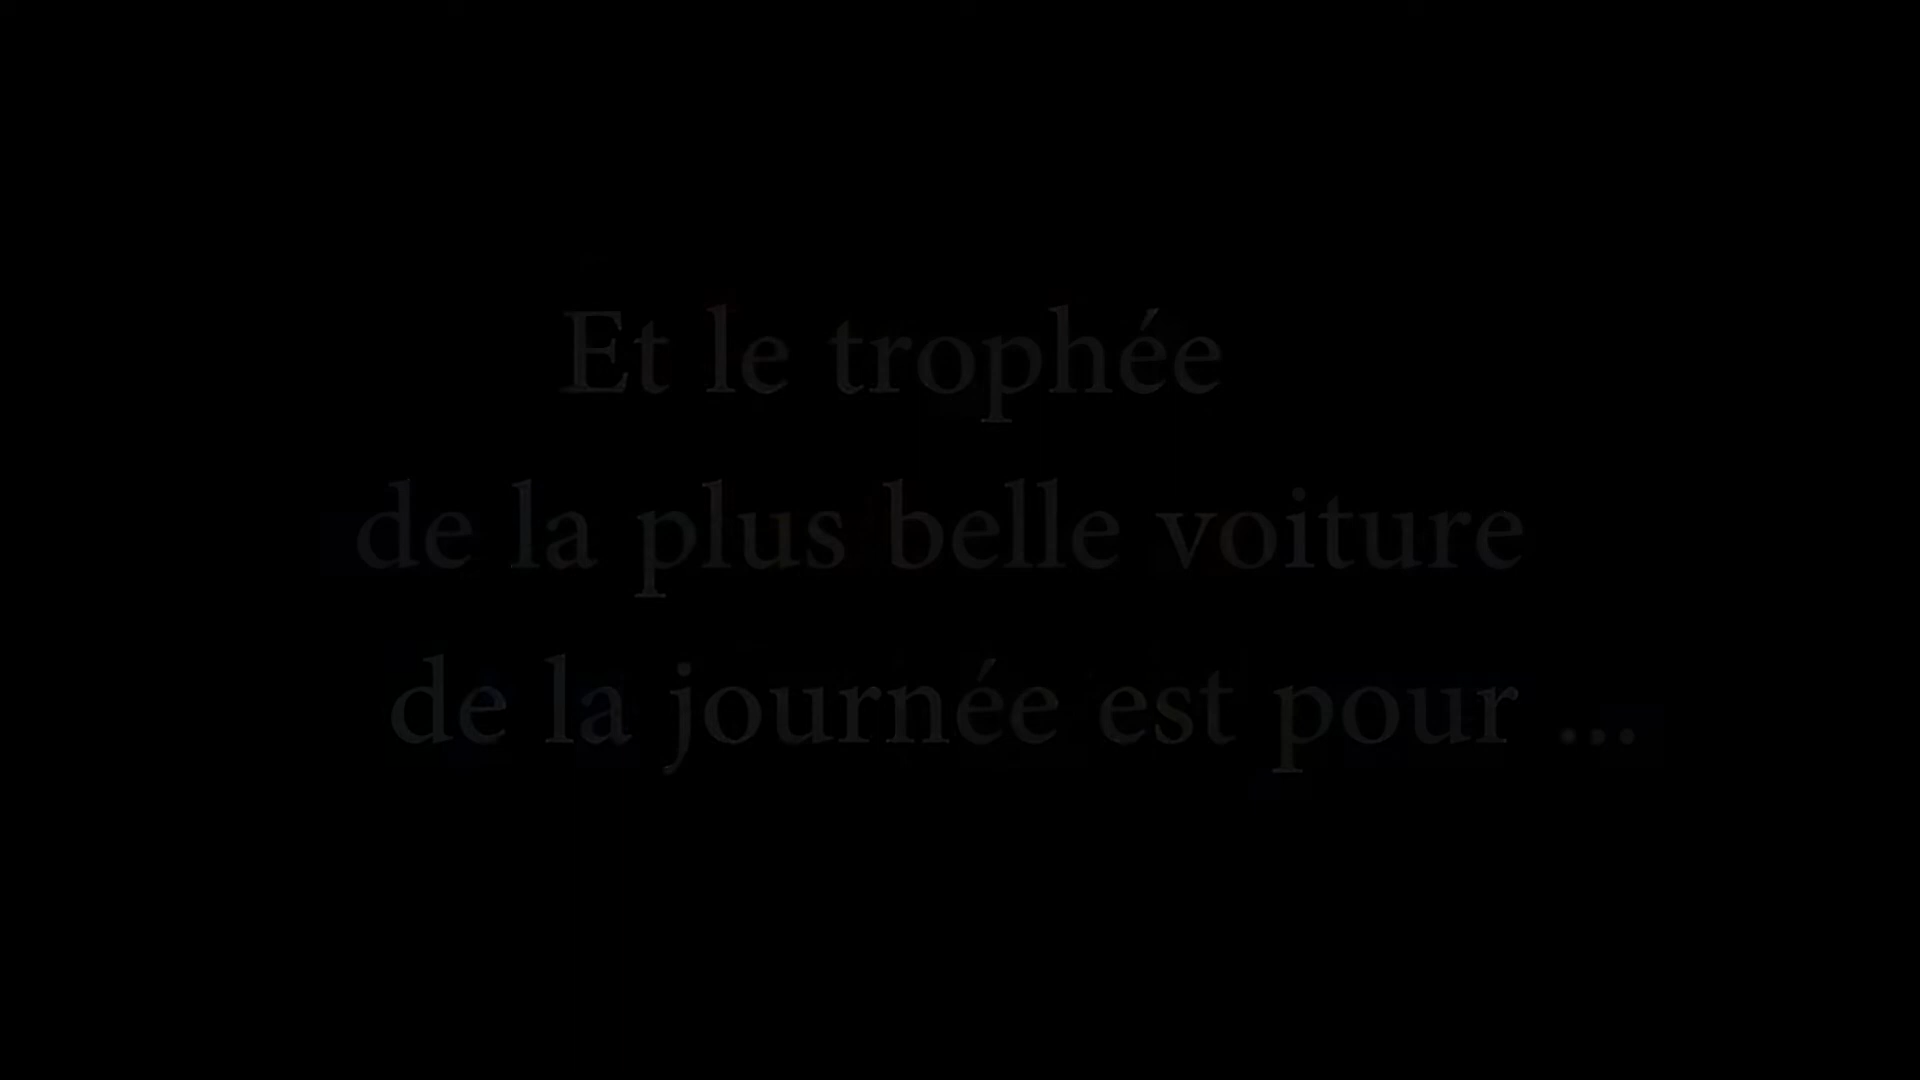 Et le trophée
de la plus belle voiture
de la journée est pour ...